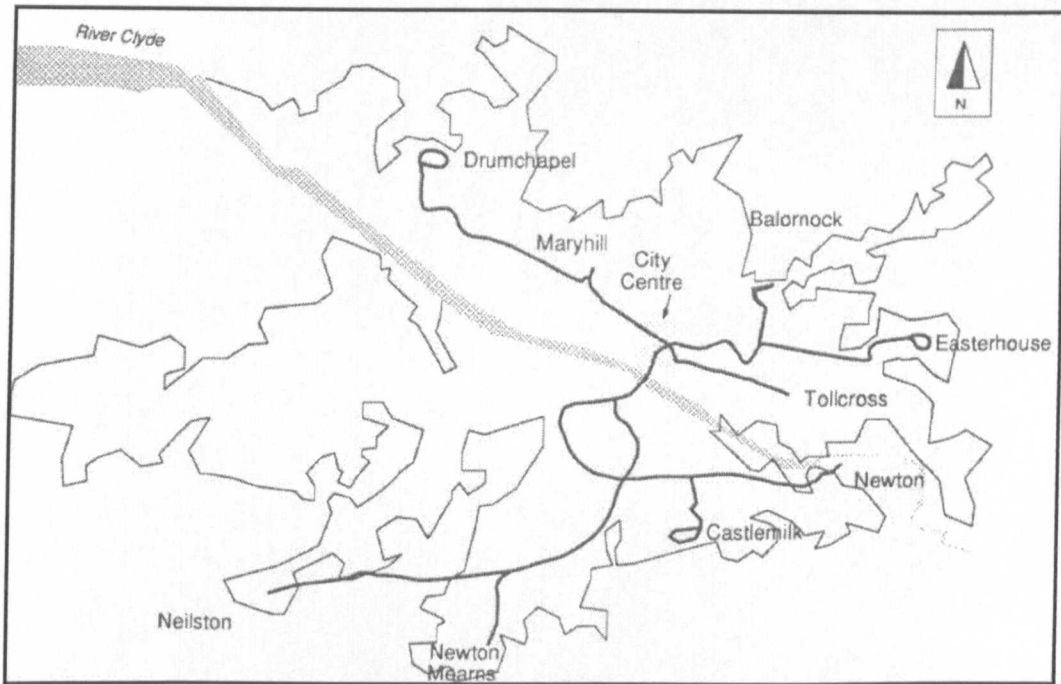 River Clyde
N
Drumchapel
Balornock
Maryhill
City
Centre
Easterhouse
Tollcross
Newton
Castlemilk
Neilston
Newton
Mearns